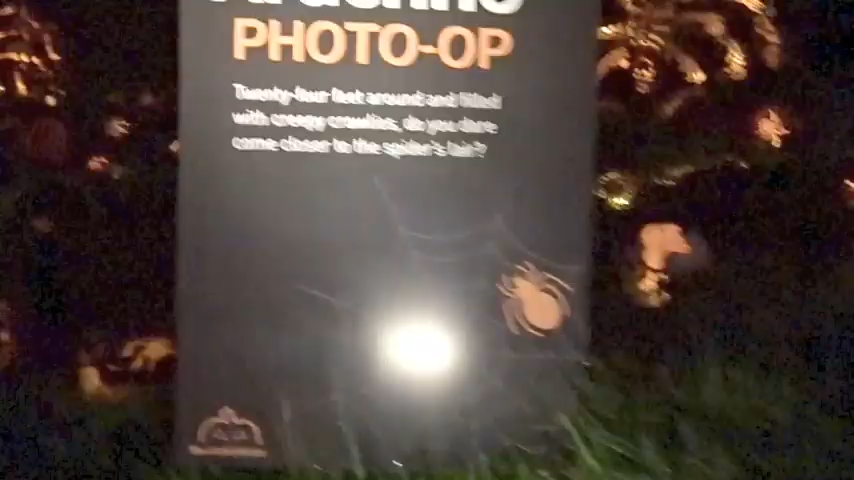 PHOTO-OP
Twenty-four feet around and filled
with creepy crawlies, do you dare
come closer to the spider's lair?